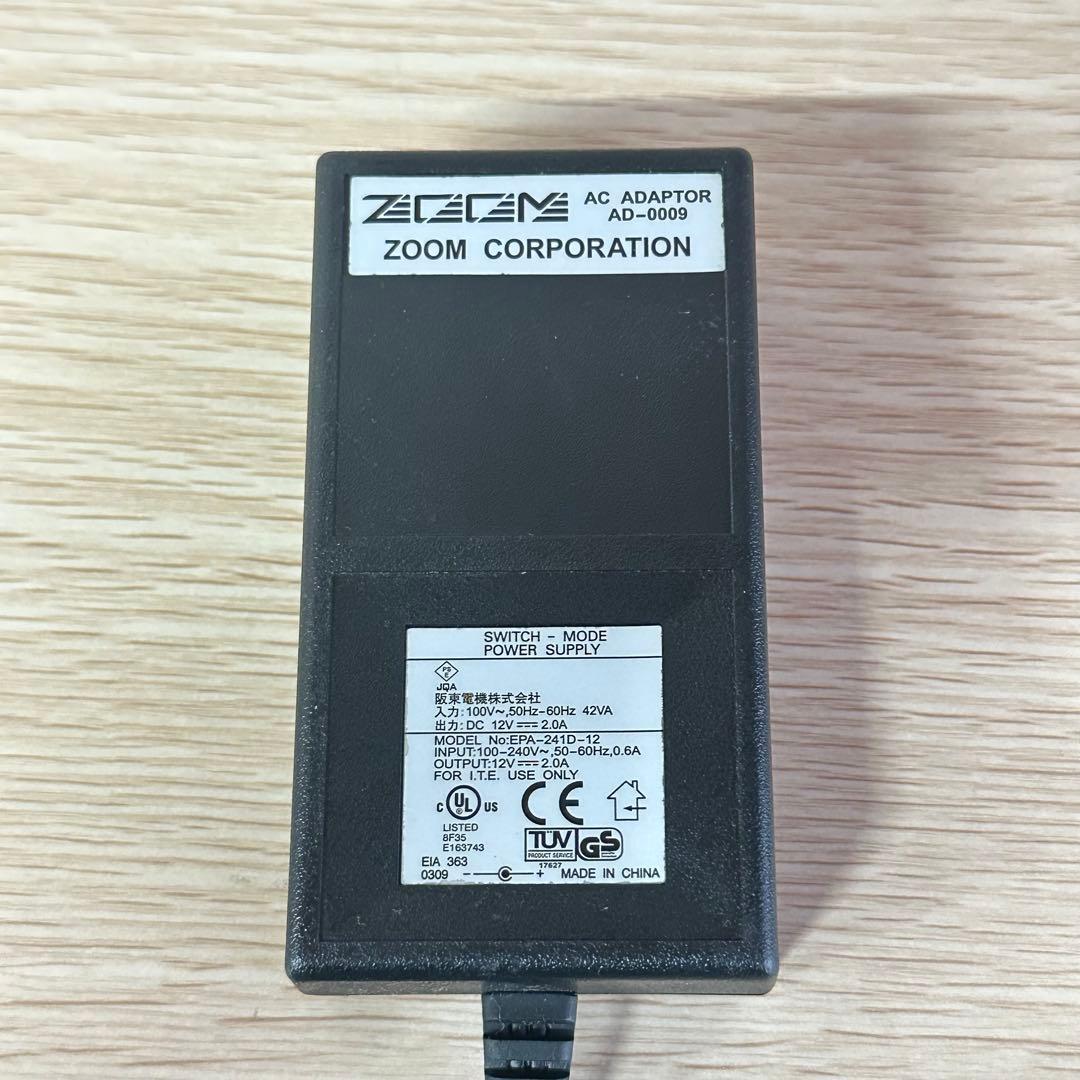 ZOOM AC ADAPTOR
AD-0009
ZOOM CORPORATION
SWITCH - MODE
POWER SUPPLY
PS
E
JQA
阪東電機株式会社
入力:100V~,50Hz-60Hz 42VA
出力:DC 12V⎓2.0A
MODEL No:EPA-241D-12
INPUT:100-240V~,50-60Hz,0.6A
OUTPUT:12V⎓2.0A
FOR I.T.E. USE ONLY
C UL US
LISTED
8F35
E163743
CE
TÜV
PRODUCT SERVICE
GS
17627
EIA 363
0309 - + MADE IN CHINA